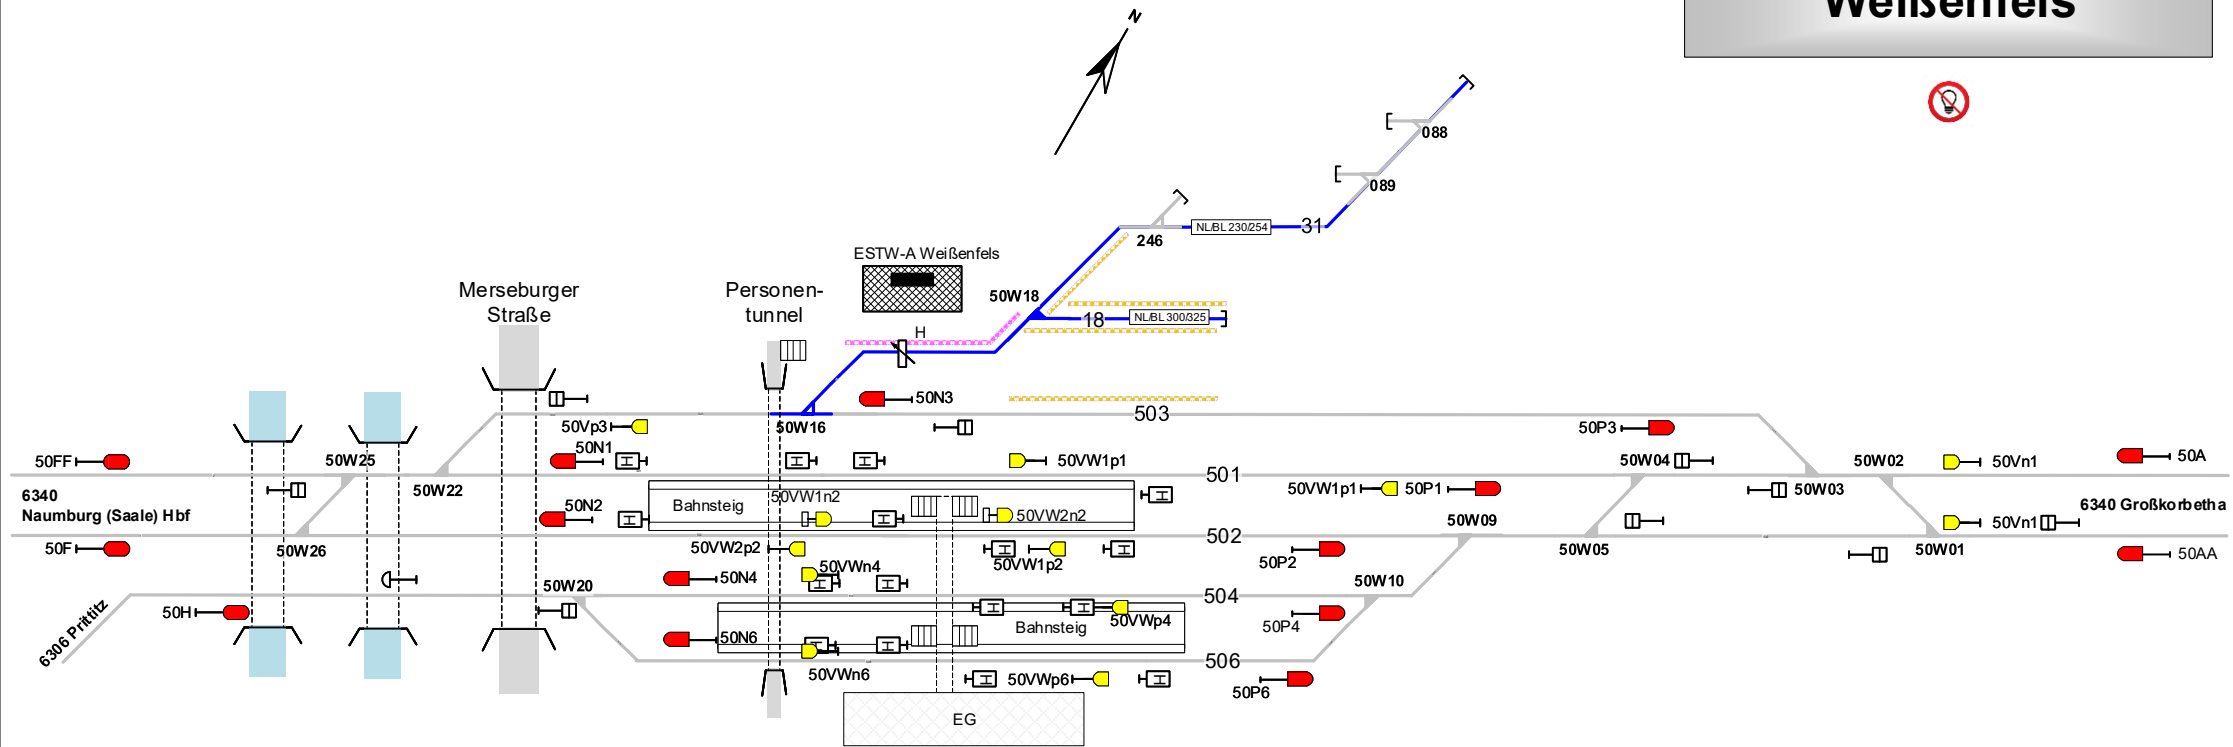 Weißenfels
N
088
089
31
NL/BL 230/254
246
ESTW-A Weißenfels
Merseburger
Straße
Personen-
tunnel
50W18
18
NL/BL 300/325
H
50N3
503
50W16
50Vp3
50P3
50N1
50FF
50W25
50VW1p1
501
50W04
50W02
50Vn1
50A
50W22
6340
Naumburg (Saale) Hbf
50VW1n2
50VW1p1
50P1
50W03
Bahnsteig
50N2
50VW2n2
50W09
50Vn1
6340 Großkorbetha
502
50F
50W26
50VW2p2
50VW1p2
50P2
50W05
50W01
50AA
50VWn4
50N4
50W20
50W10
504
50H
50VWp4
50P4
Bahnsteig
50N6
6306 Prittitz
506
50VWn6
50VWp6
50P6
EG